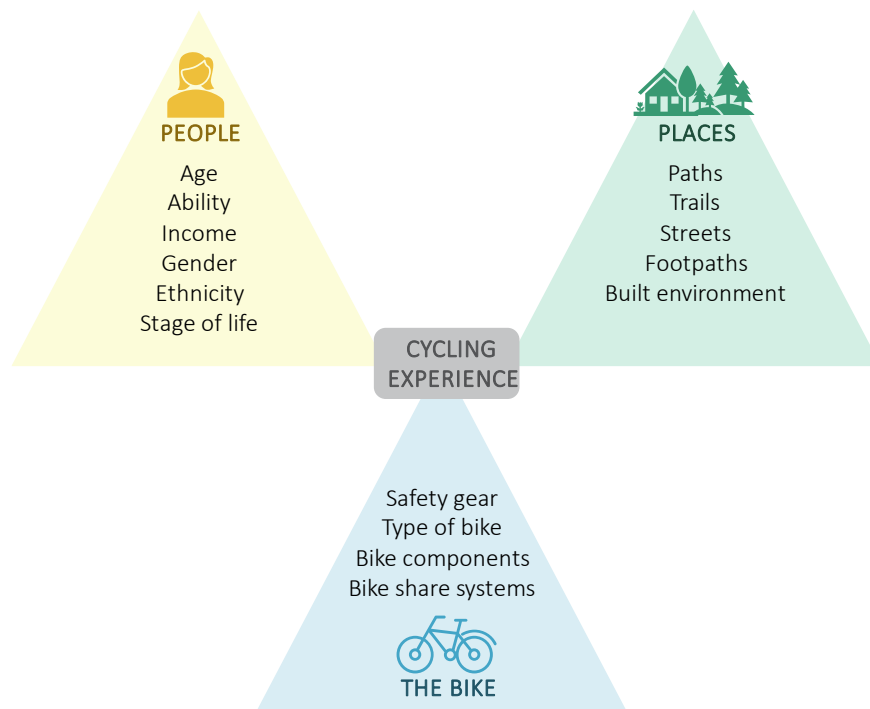 PEOPLE
Age
Ability
Income
Gender
Ethnicity
Stage of life
PLACES
Paths
Trails
Streets
Footpaths
Built environment
CYCLING
EXPERIENCE
Safety gear
Type of bike
Bike components
Bike share systems
THE BIKE